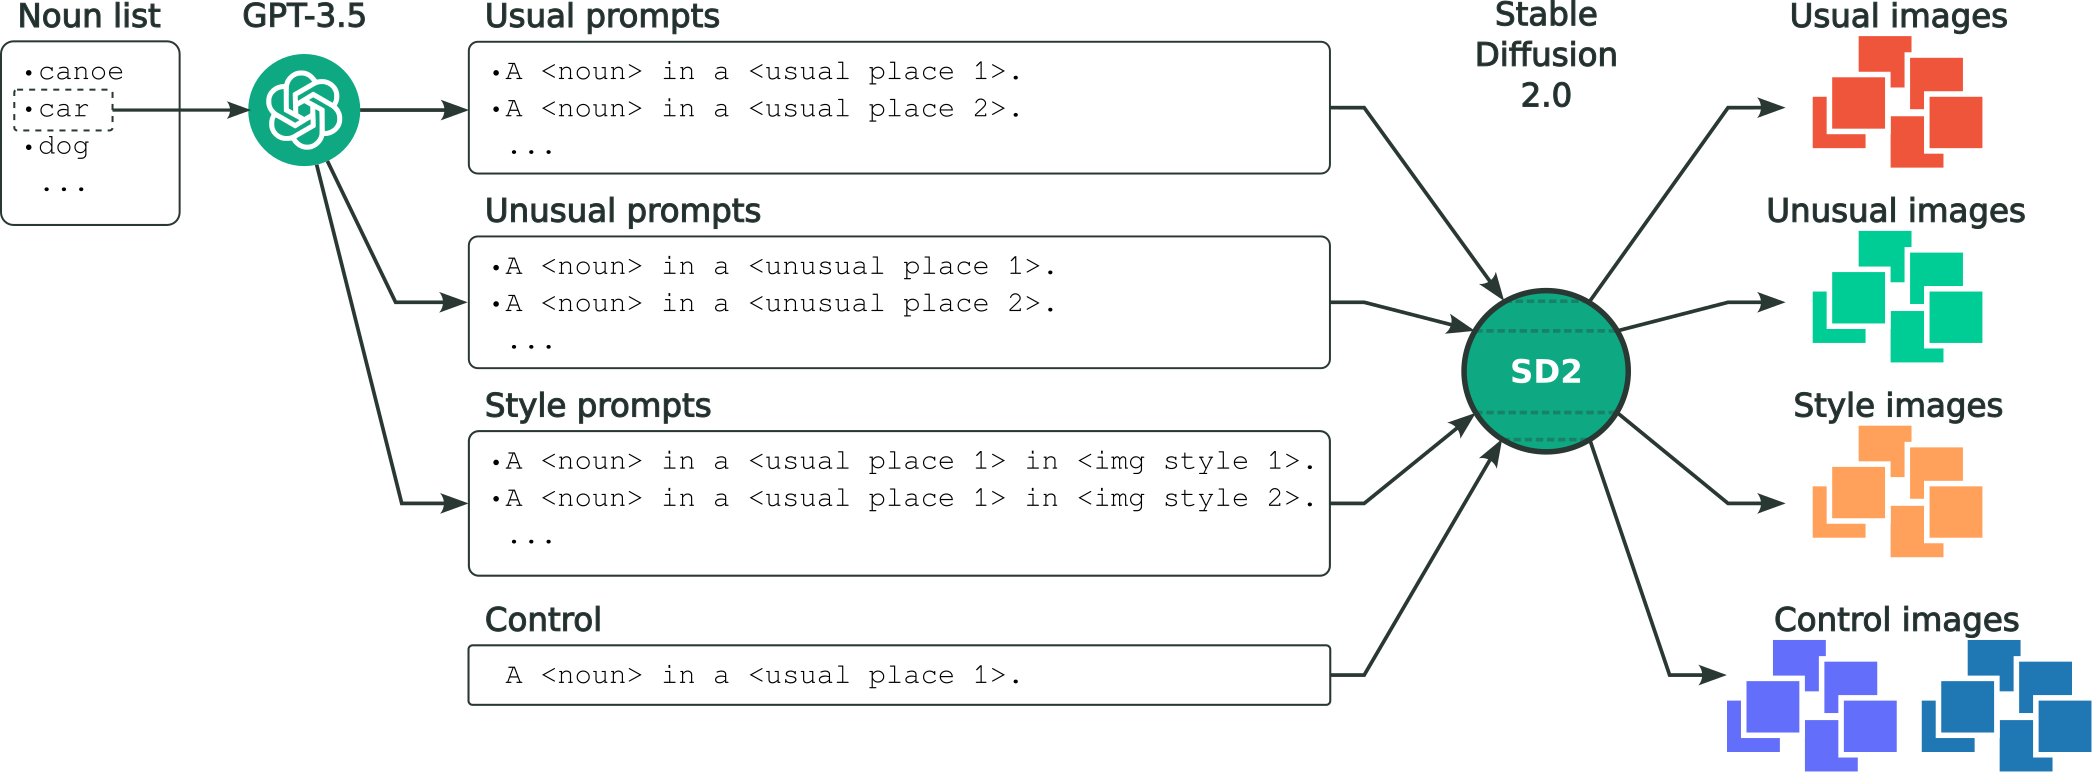 Noun list
•canoe
•car
•dog
...
GPT-3.5
Usual prompts
•A <noun> in a <usual place 1>.
•A <noun> in a <usual place 2>.
...
Unusual prompts
•A <noun> in a <unusual place 1>.
•A <noun> in a <unusual place 2>.
...
Style prompts
•A <noun> in a <usual place 1> in <img style 1>.
•A <noun> in a <usual place 1> in <img style 2>.
...
Control
A <noun> in a <usual place 1>.
Stable
Diffusion
2.0
SD2
Usual images
Unusual images
Style images
Control images